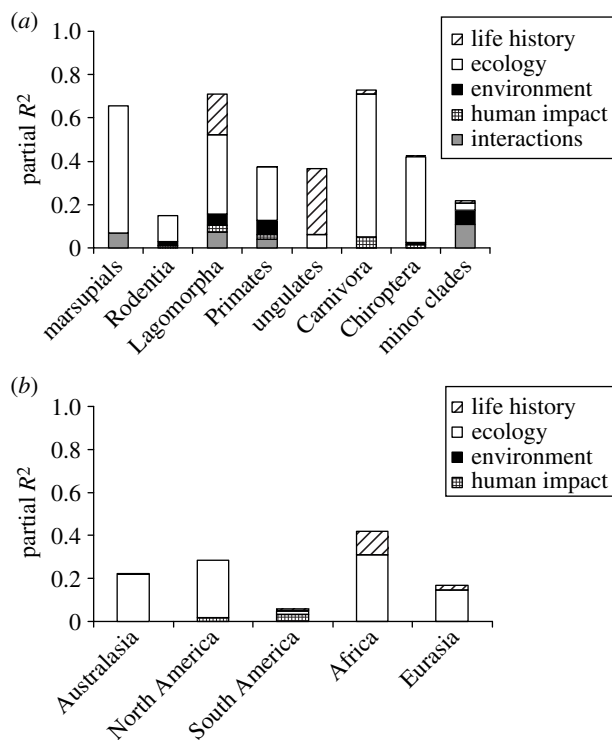 (a)
1.0
0.8
0.6
0.4
0.2
0
partial R²
life history
ecology
environment
human impact
interactions
marsupials
Rodentia
Lagomorpha
Primates
ungulates
Carnivora
Chiroptera
minor clades
(b)
1.0
0.8
0.6
0.4
0.2
0
partial R²
life history
ecology
environment
human impact
Australasia
North America
South America
Africa
Eurasia